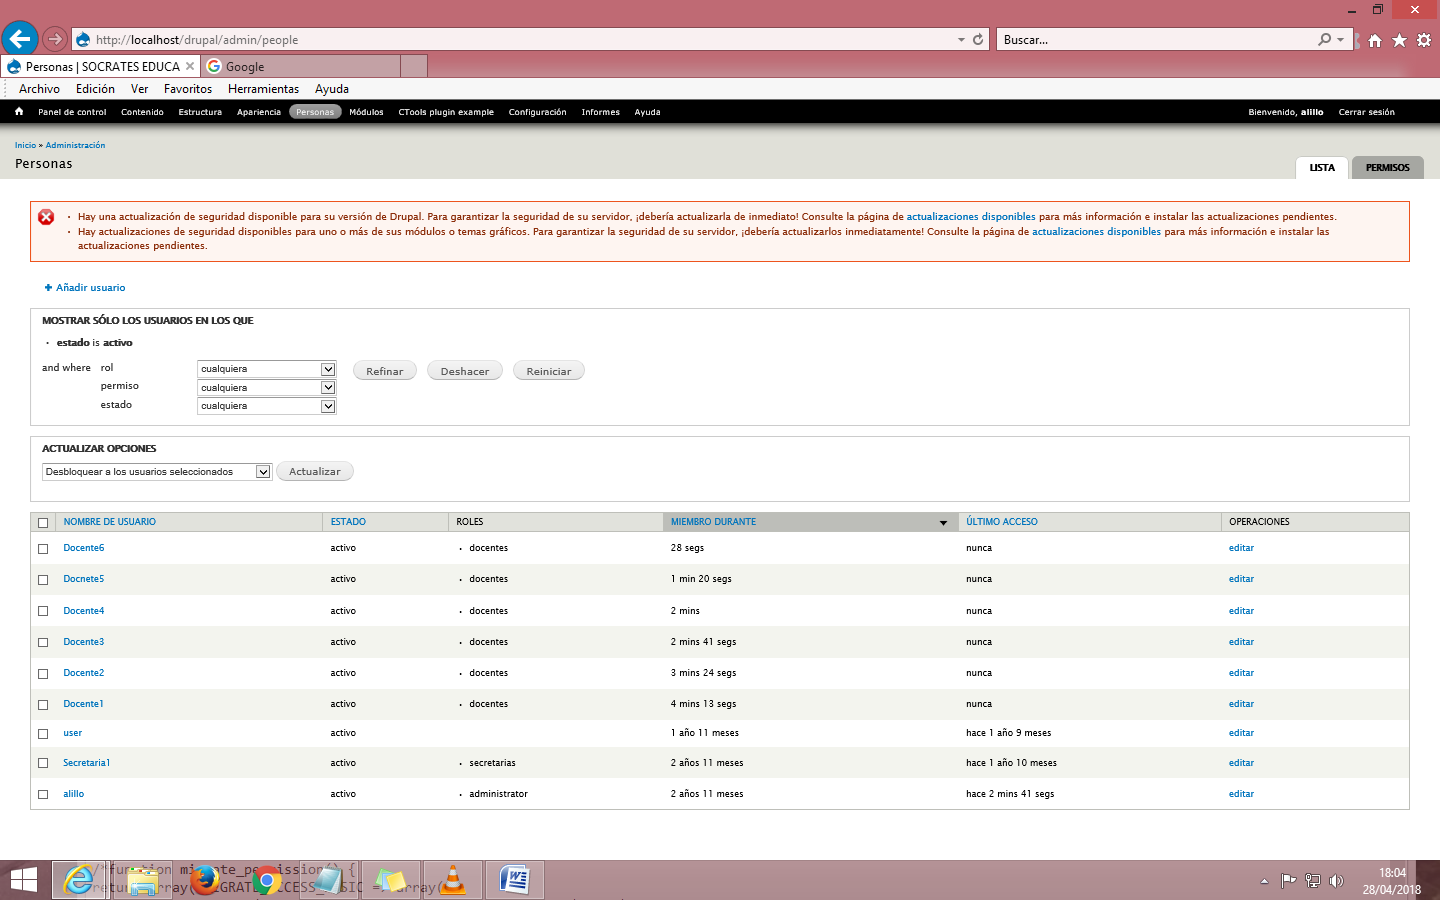 http://localhost/drupal/admin/people
Buscar...
Personas | SOCRATES EDUCA
Google
Archivo Edición Ver Favoritos Herramientas Ayuda
Panel de control Contenido Estructura Apariencia Personas Módulos CTools plugin example Configuración Informes Ayuda Bienvenido, alillo Cerrar sesión
Inicio » Administración
Personas
LISTA PERMISOS
Hay una actualización de seguridad disponible para su versión de Drupal. Para garantizar la seguridad de su servidor, ¡debería actualizarla de inmediato! Consulte la página de actualizaciones disponibles para más información e instalar las actualizaciones pendientes.
Hay actualizaciones de seguridad disponibles para uno o más de sus módulos o temas gráficos. Para garantizar la seguridad de su servidor, ¡debería actualizarlos inmediatamente! Consulte la página de actualizaciones disponibles para más información e instalar las
actualizaciones pendientes.
Añadir usuario
MOSTRAR SÓLO LOS USUARIOS EN LOS QUE
estado is activo
and where rol cualquiera Refinar Deshacer Reiniciar
permiso cualquiera
estado cualquiera
ACTUALIZAR OPCIONES
Desbloquear a los usuarios seleccionados Actualizar
NOMBRE DE USUARIO ESTADO ROLES MIEMBRO DURANTE ÚLTIMO ACCESO OPERACIONES
Docente6 activo docentes 28 segs nunca editar
Docnete5 activo docentes 1 min 20 segs nunca editar
Docente4 activo docentes 2 mins nunca editar
Docente3 activo docentes 2 mins 41 segs nunca editar
Docente2 activo docentes 3 mins 24 segs nunca editar
Docente1 activo docentes 4 mins 13 segs nunca editar
user activo 1 año 11 meses hace 1 año 9 meses editar
Secretaria1 activo secretarias 2 años 11 meses hace 1 año 10 meses editar
alillo activo administrator 2 años 11 meses hace 2 mins 41 segs editar
18:04
28/04/2018